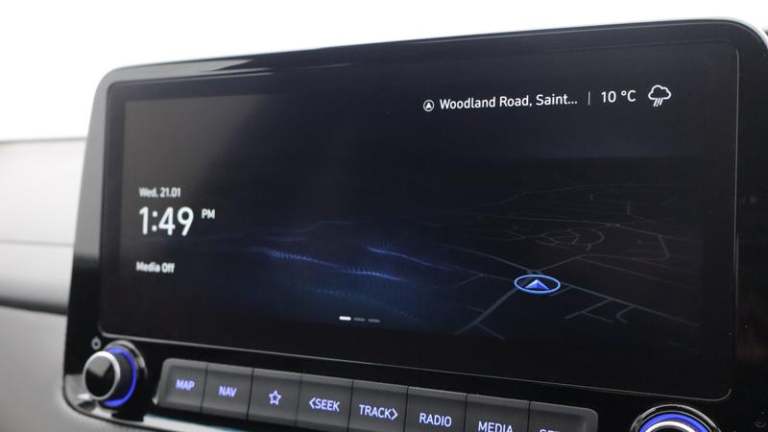 Woodland Road, Saint... | 10 °C
Wed. 21.01
1:49 PM
Media Off
MAP
NAV
<SEEK
TRACK>
RADIO
MEDIA